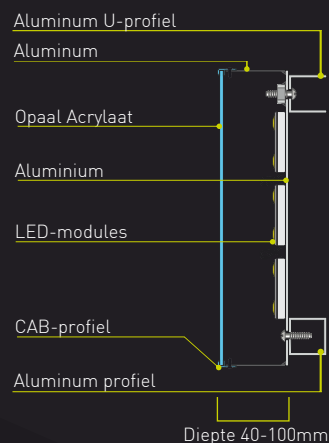 Aluminum U-profiel
Aluminum
Opaal Acrylaat
Aluminium
LED-modules
CAB-profiel
Aluminum profiel
Diepte 40-100mm